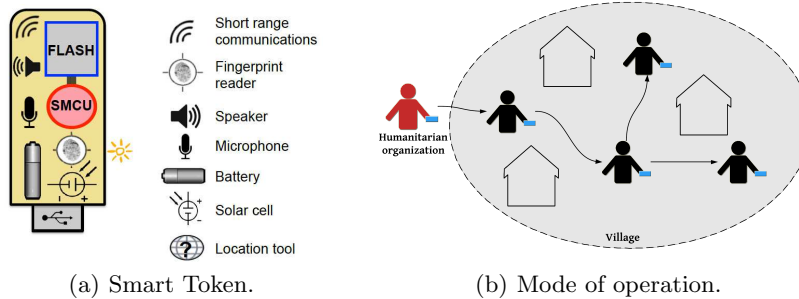 FLASH
SMCU
Short range
communications
Fingerprint
reader
Speaker
Microphone
Battery
Solar cell
?
Location tool
(a) Smart Token.
Humanitarian
organization
Village
(b) Mode of operation.